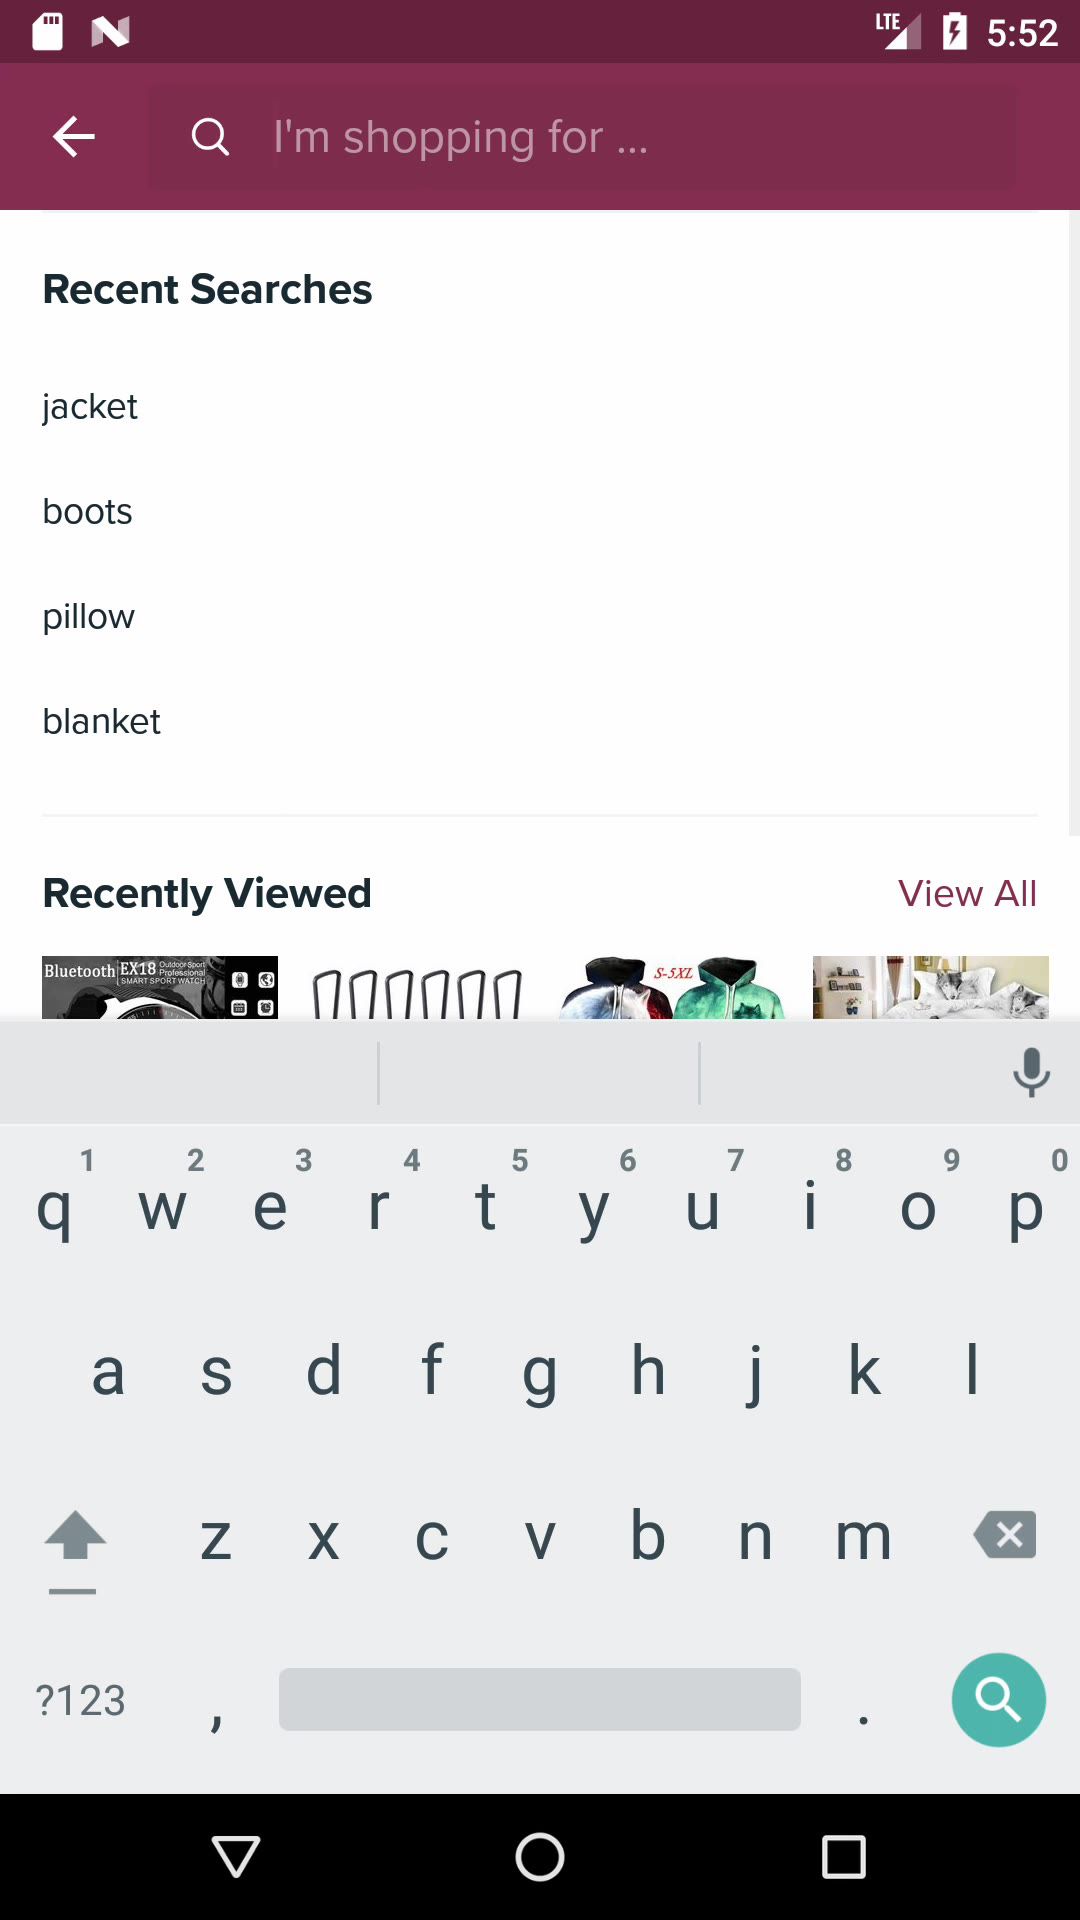 LTE 5:52
I'm shopping for ...
Recent Searches
jacket
boots
pillow
blanket
Recently Viewed View All
Bluetooth EX18 Outdoor Sport
Professional
SMART SPORT WATCH
S-5XL
1 2 3 4 5 6 7 8 9 0
q w e r t y u i o p
a s d f g h j k l
z x c v b n m
?123 , .